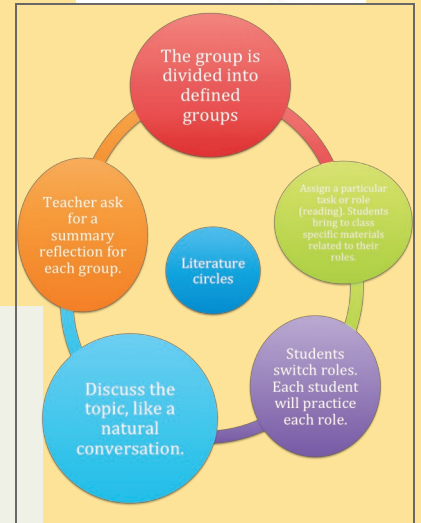 The group is
divided into
defined
groups
Assign a particular
task or role
(reading). Students
bring to class
specific materials
related to their
roles.
Students
switch roles.
Each student
will practice
each role.
Discuss the
topic, like a
natural
conversation.
Teacher ask
for a
summary
reflection for
each group.
Literature
circles